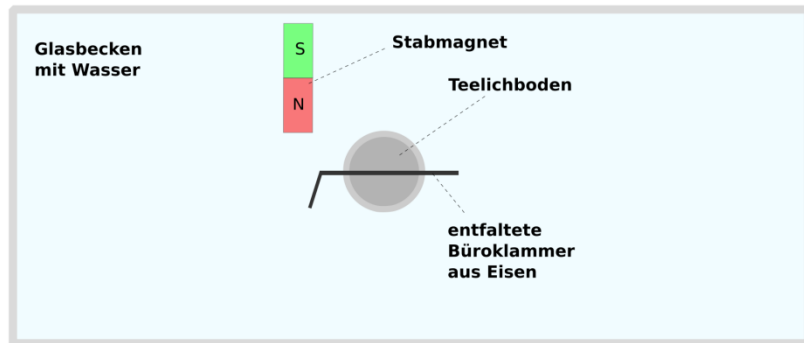 Glasbecken
mit Wasser
S
N
Stabmagnet
Teelichboden
entfaltete
Büroklammer
aus Eisen